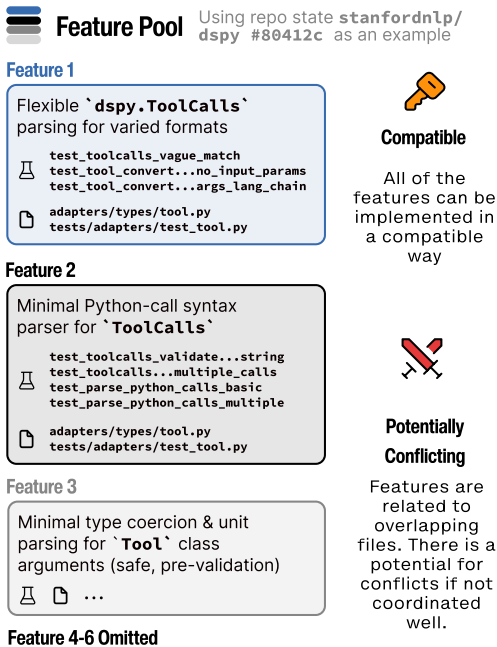 Feature Pool
Using repo state stanfordnlp/
dspy #80412c as an example
Feature 1
Flexible `dspy.ToolCalls`
parsing for varied formats
test_toolcalls_vague_match
test_tool_convert...no_input_params
test_tool_convert...args_lang_chain
adapters/types/tool.py
tests/adapters/test_tool.py
Feature 2
Minimal Python-call syntax
parser for `ToolCalls`
test_toolcalls_validate...string
test_toolcalls...multiple_calls
test_parse_python_calls_basic
test_parse_python_calls_multiple
adapters/types/tool.py
tests/adapters/test_tool.py
Feature 3
Minimal type coercion & unit
parsing for `Tool` class
arguments (safe, pre-validation)
...
Feature 4-6 Omitted
Compatible
All of the
features can be
implemented in
a compatible
way
Potentially
Conflicting
Features are
related to
overlapping
files. There is a
potential for
conflicts if not
coordinated
well.